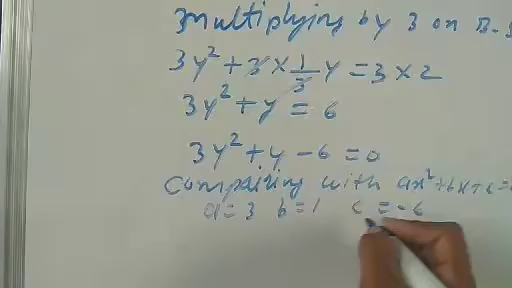 Multiplying by 3 on B.S
3y² + 3 × 1/3 y = 3 × 2
3y² + y = 6
3y² + y - 6 = 0
Comparing with ax² + bx + c = 0
a = 3 b = 1 c = -6